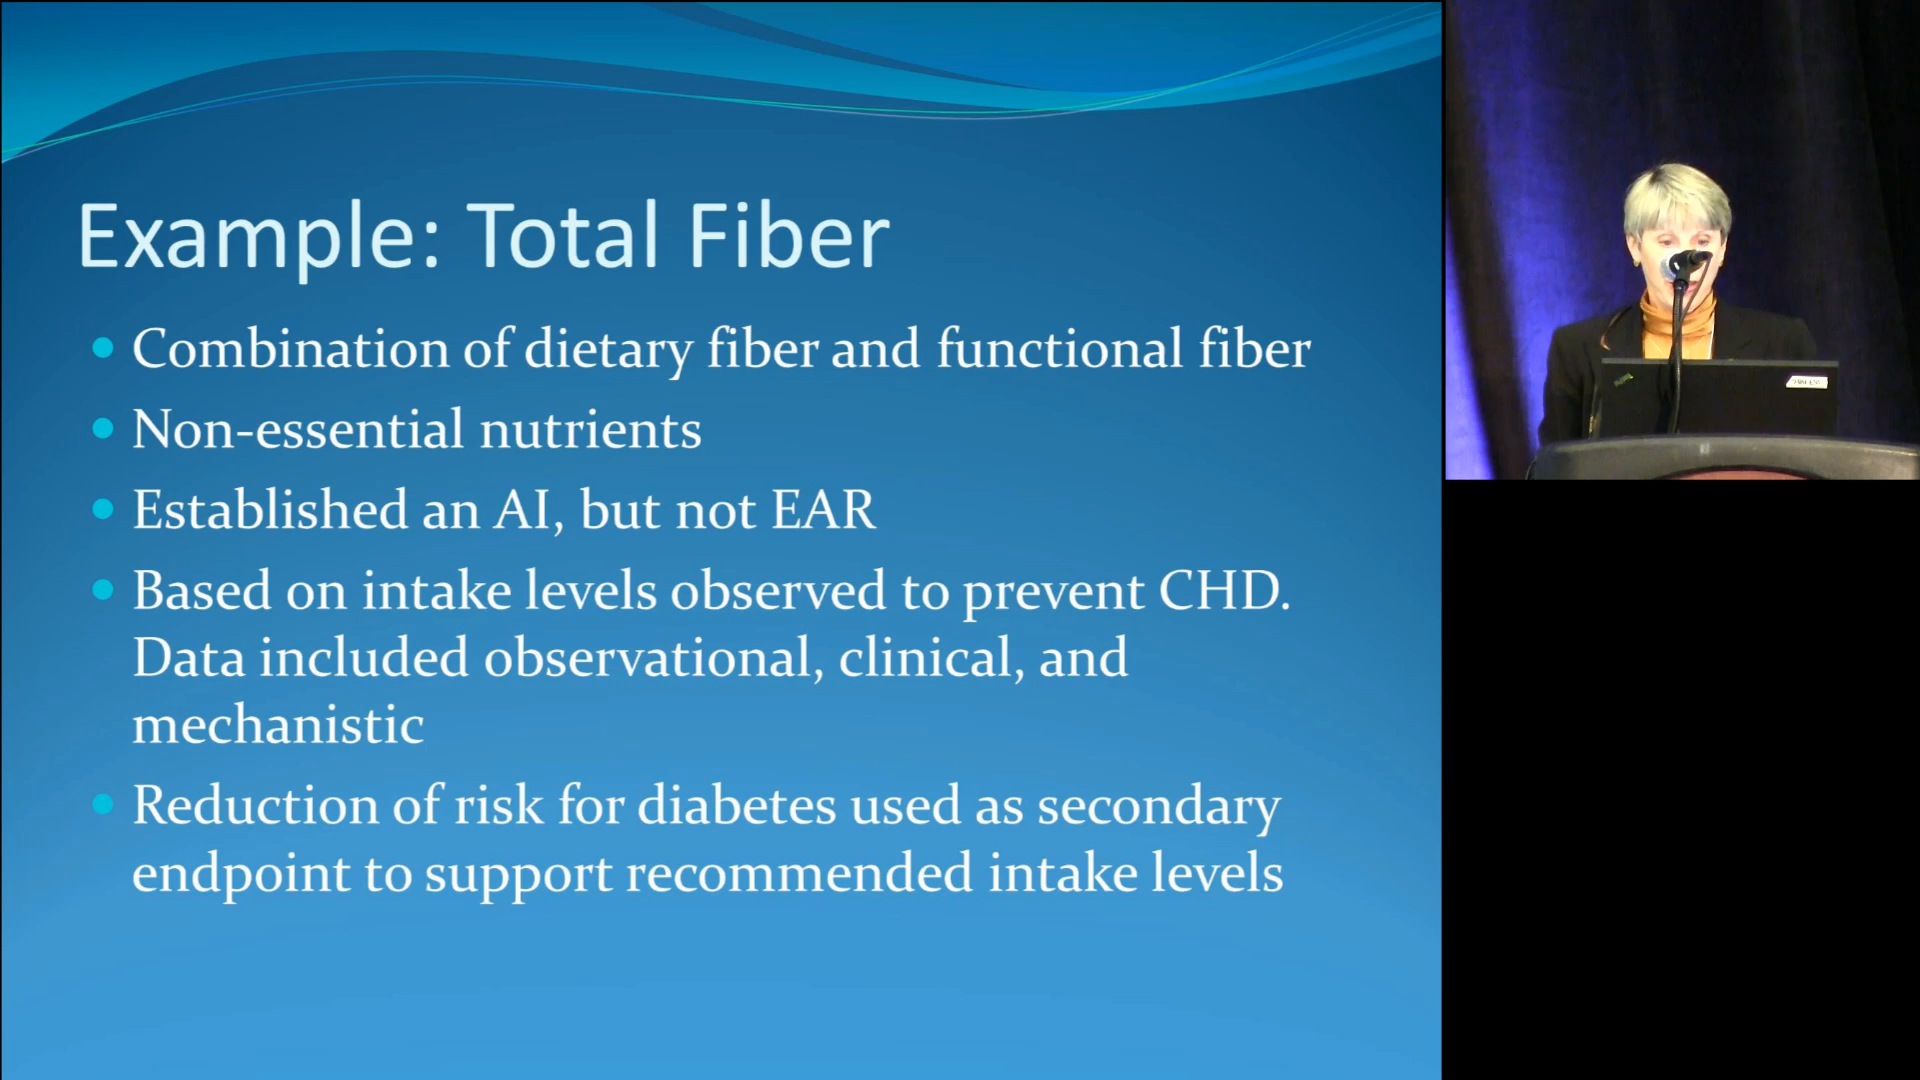 Example: Total Fiber
Combination of dietary fiber and functional fiber
Non-essential nutrients
Established an AI, but not EAR
Based on intake levels observed to prevent CHD.
Data included observational, clinical, and
mechanistic
Reduction of risk for diabetes used as secondary
endpoint to support recommended intake levels